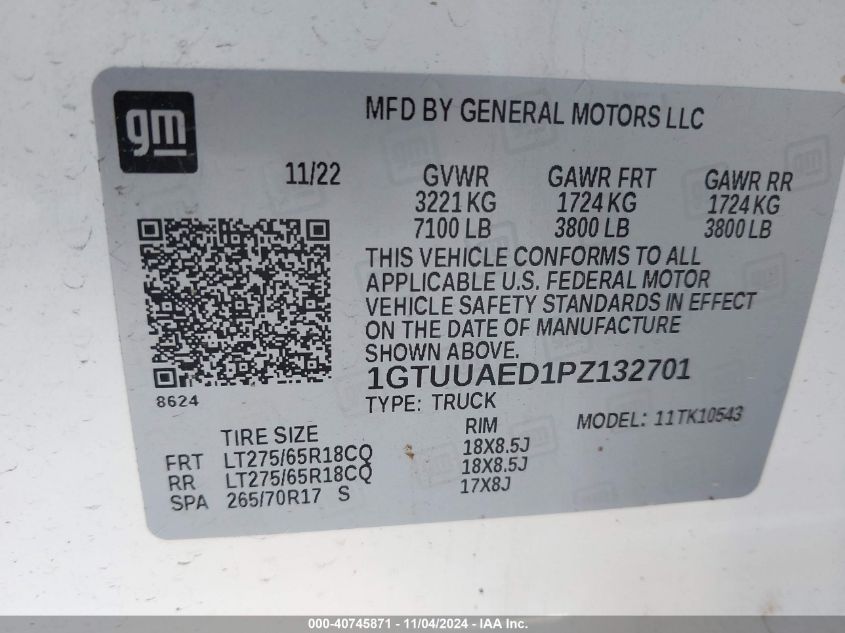 gm
MFD BY GENERAL MOTORS LLC
11/22 GVWR GAWR FRT GAWR RR
3221 KG 1724 KG 1724 KG
7100 LB 3800 LB 3800 LB
THIS VEHICLE CONFORMS TO ALL
APPLICABLE U.S. FEDERAL MOTOR
VEHICLE SAFETY STANDARDS IN EFFECT
ON THE DATE OF MANUFACTURE
SHOWN ABOVE.
1GTUUAED1PZ132701
8624
TYPE: TRUCK MODEL: 11TK10543
TIRE SIZE RIM
FRT LT275/65R18CQ 18X8.5J
RR LT275/65R18CQ 18X8.5J
SPA 265/70R17 S 17X8J
000-40745871 - 11/04/2024 - IAA Inc.